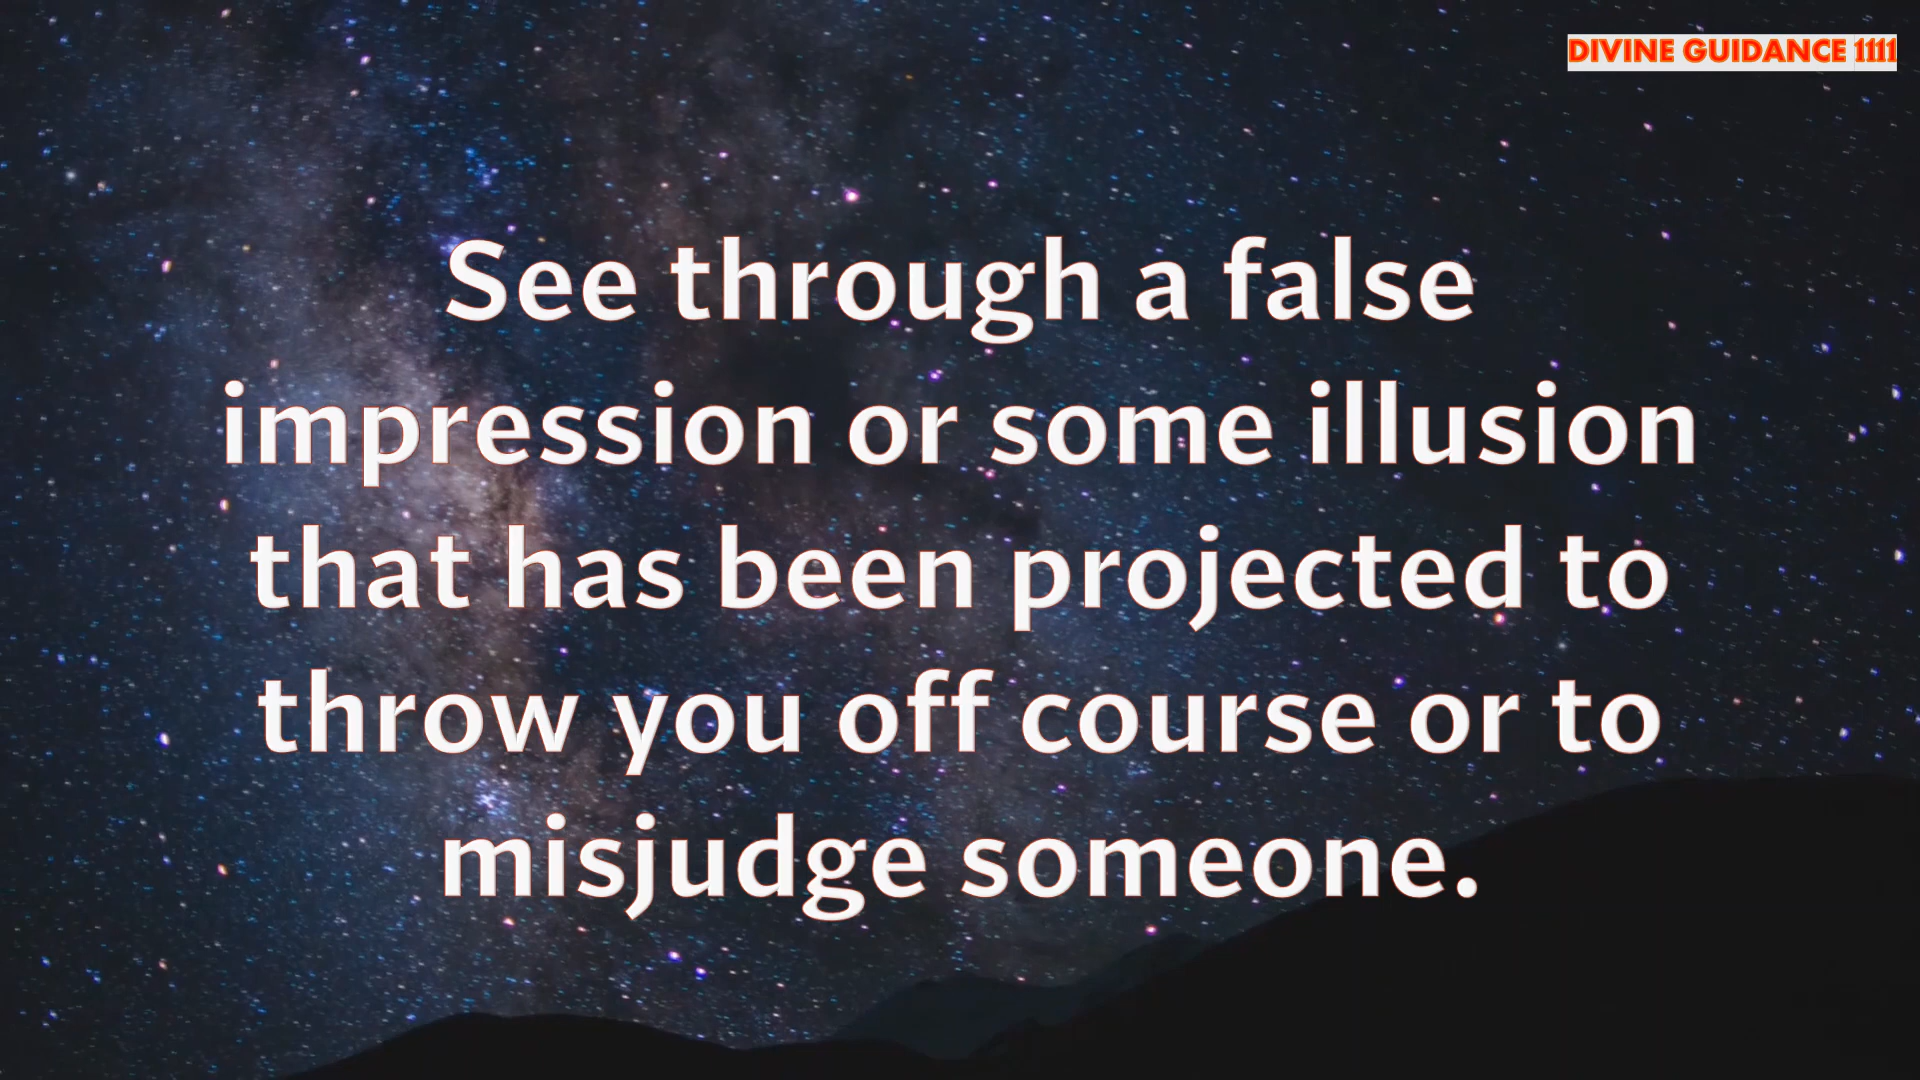 DIVINE GUIDANCE 1111
See through a false
impression or some illusion
that has been projected to
throw you off course or to
misjudge someone.